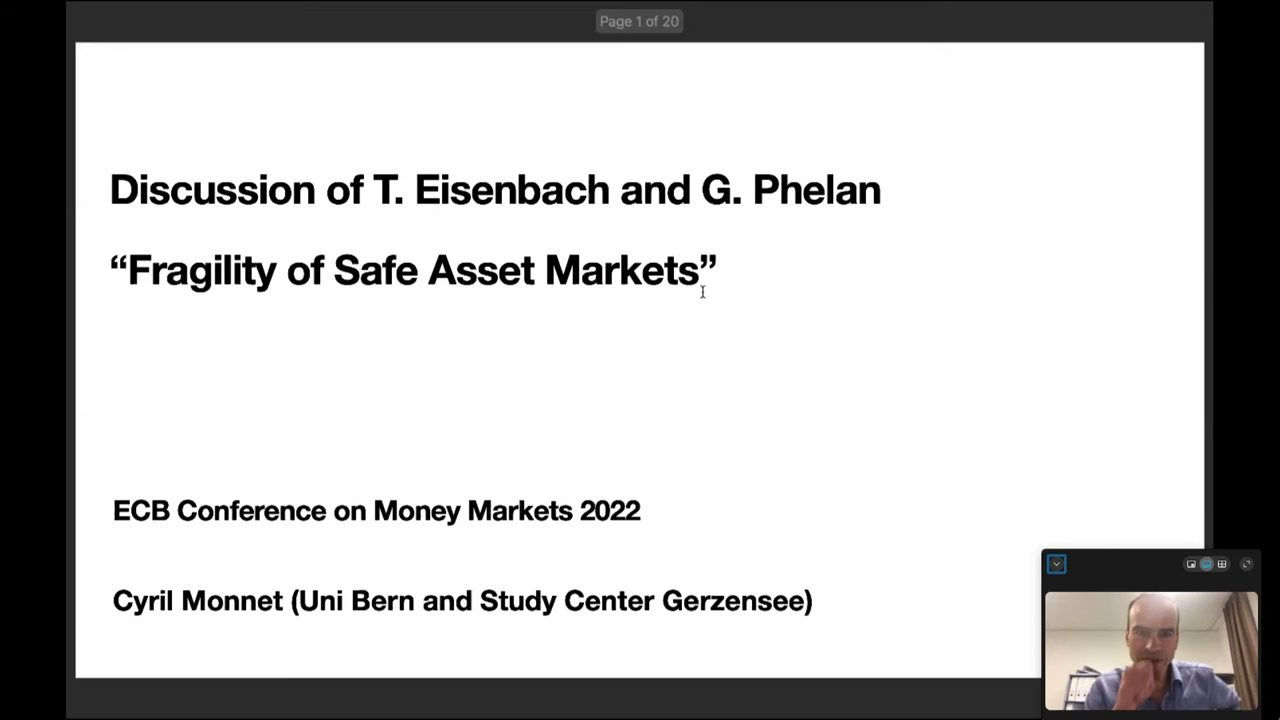 Page 1 of 20
Discussion of T. Eisenbach and G. Phelan
“Fragility of Safe Asset Markets”
ECB Conference on Money Markets 2022
Cyril Monnet (Uni Bern and Study Center Gerzensee)